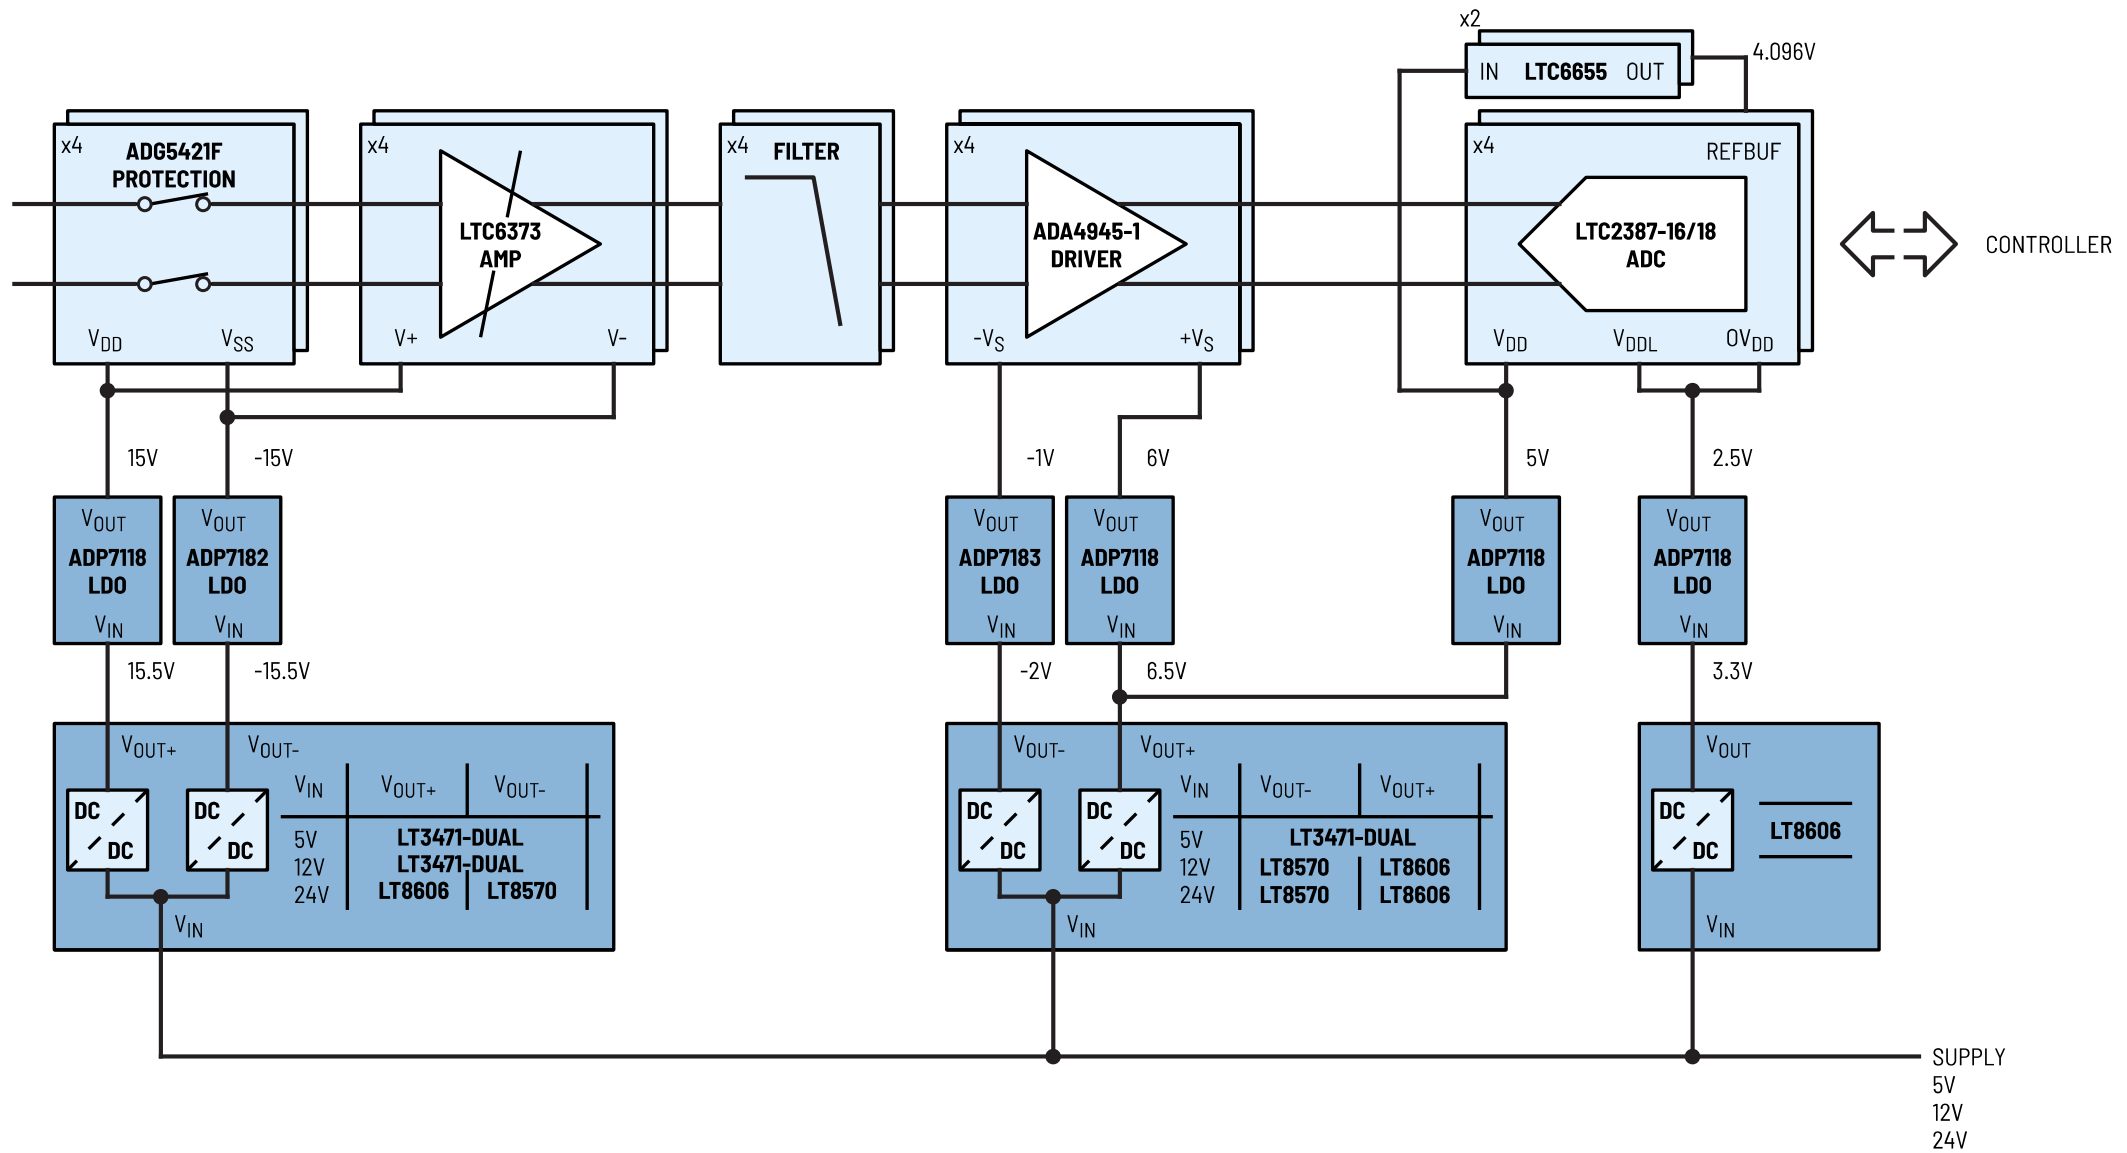 x2
IN LTC6655 OUT
4.096V
x4
ADG5421F
PROTECTION
VDD VSS
x4
LTC6373
AMP
V+ V-
x4 FILTER
x4
ADA4945-1
DRIVER
-VS +VS
x4
REFBUF
LTC2387-16/18
ADC
VDD VDDL OVDD
CONTROLLER
15V -15V -1V 6V 5V 2.5V
VOUT
ADP7118
LDO
VIN
VOUT
ADP7182
LDO
VIN
VOUT
ADP7183
LDO
VIN
VOUT
ADP7118
LDO
VIN
VOUT
ADP7118
LDO
VIN
VOUT
ADP7118
LDO
VIN
15.5V -15.5V -2V 6.5V 3.3V
VOUT+ VOUT-
DC
DC
DC
DC
VIN
VIN VOUT+ VOUT-
5V LT3471-DUAL
12V LT3471-DUAL
24V LT8606 LT8570
VOUT- VOUT+
DC
DC
DC
DC
VIN
VIN VOUT- VOUT+
5V LT3471-DUAL
12V LT8570 LT8606
24V LT8570 LT8606
VOUT
DC
DC
LT8606
VIN
SUPPLY
5V
12V
24V